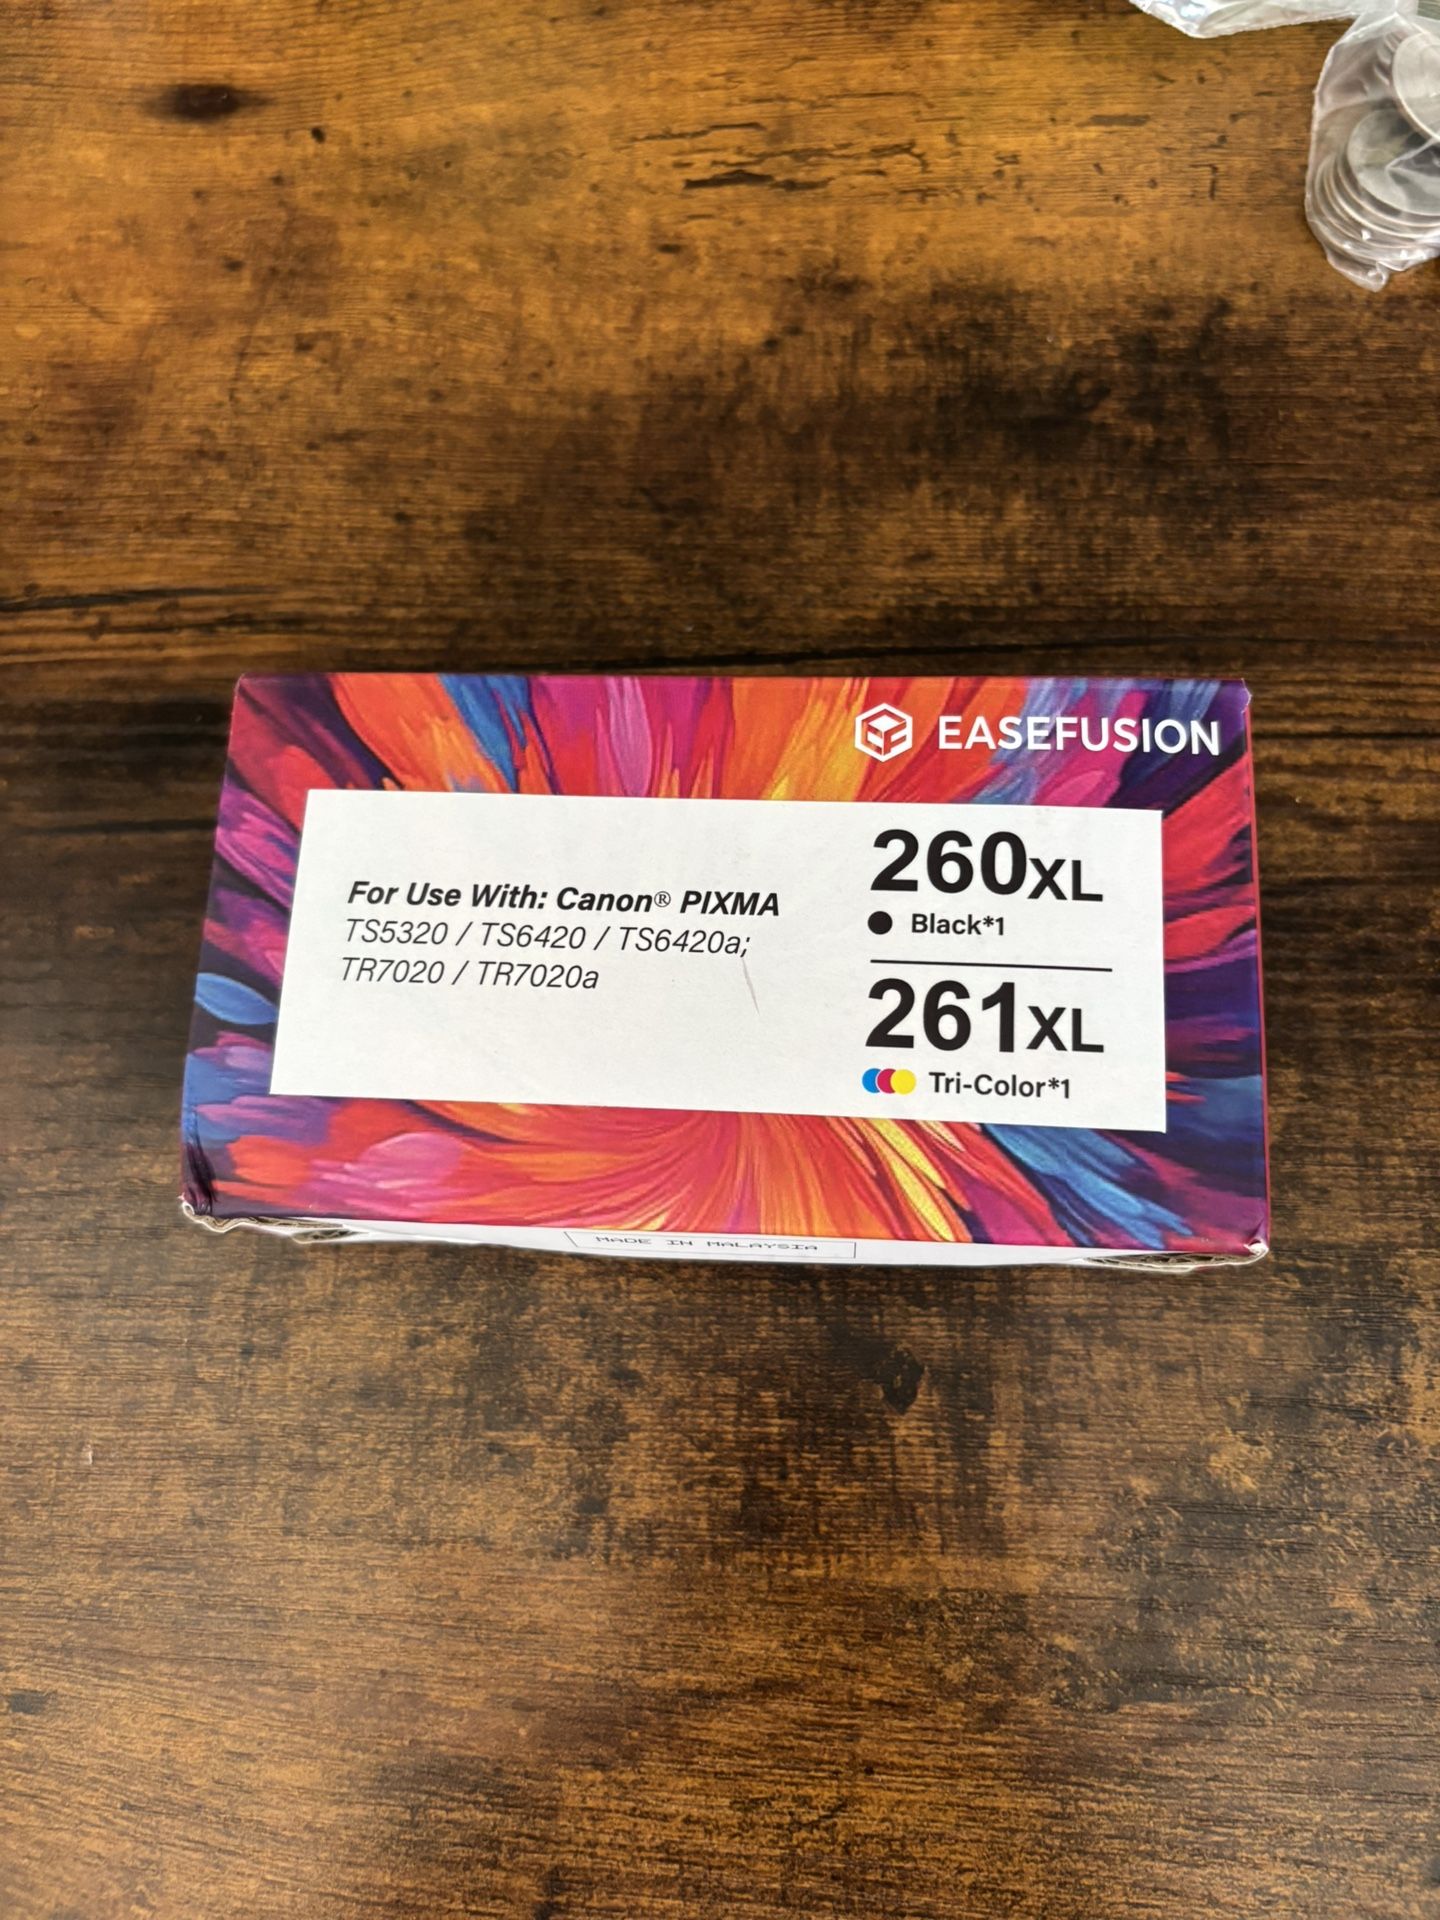 EASEFUSION
For Use With: Canon® PIXMA
TS5320 / TS6420 / TS6420a;
TR7020 / TR7020a
260XL
Black*1
261XL
Tri-Color*1
MADE IN MALAYSIA